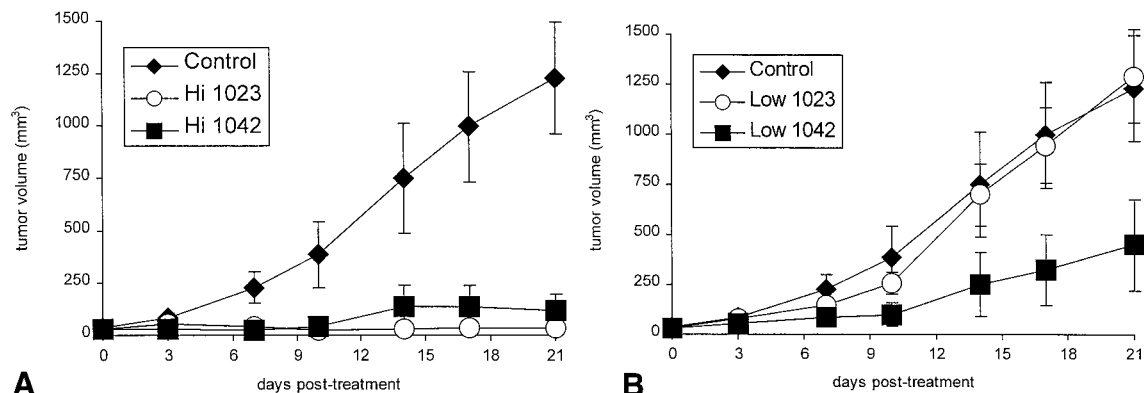 1500
1250
1000
750
500
250
0
tumor volume (mm³)
Control
Hi 1023
Hi 1042
0 3 6 9 12 15 18 21
days post-treatment
A
1500
1250
1000
750
500
250
0
tumor volume (mm³)
Control
Low 1023
Low 1042
0 3 6 9 12 15 18 21
days post-treatment
B